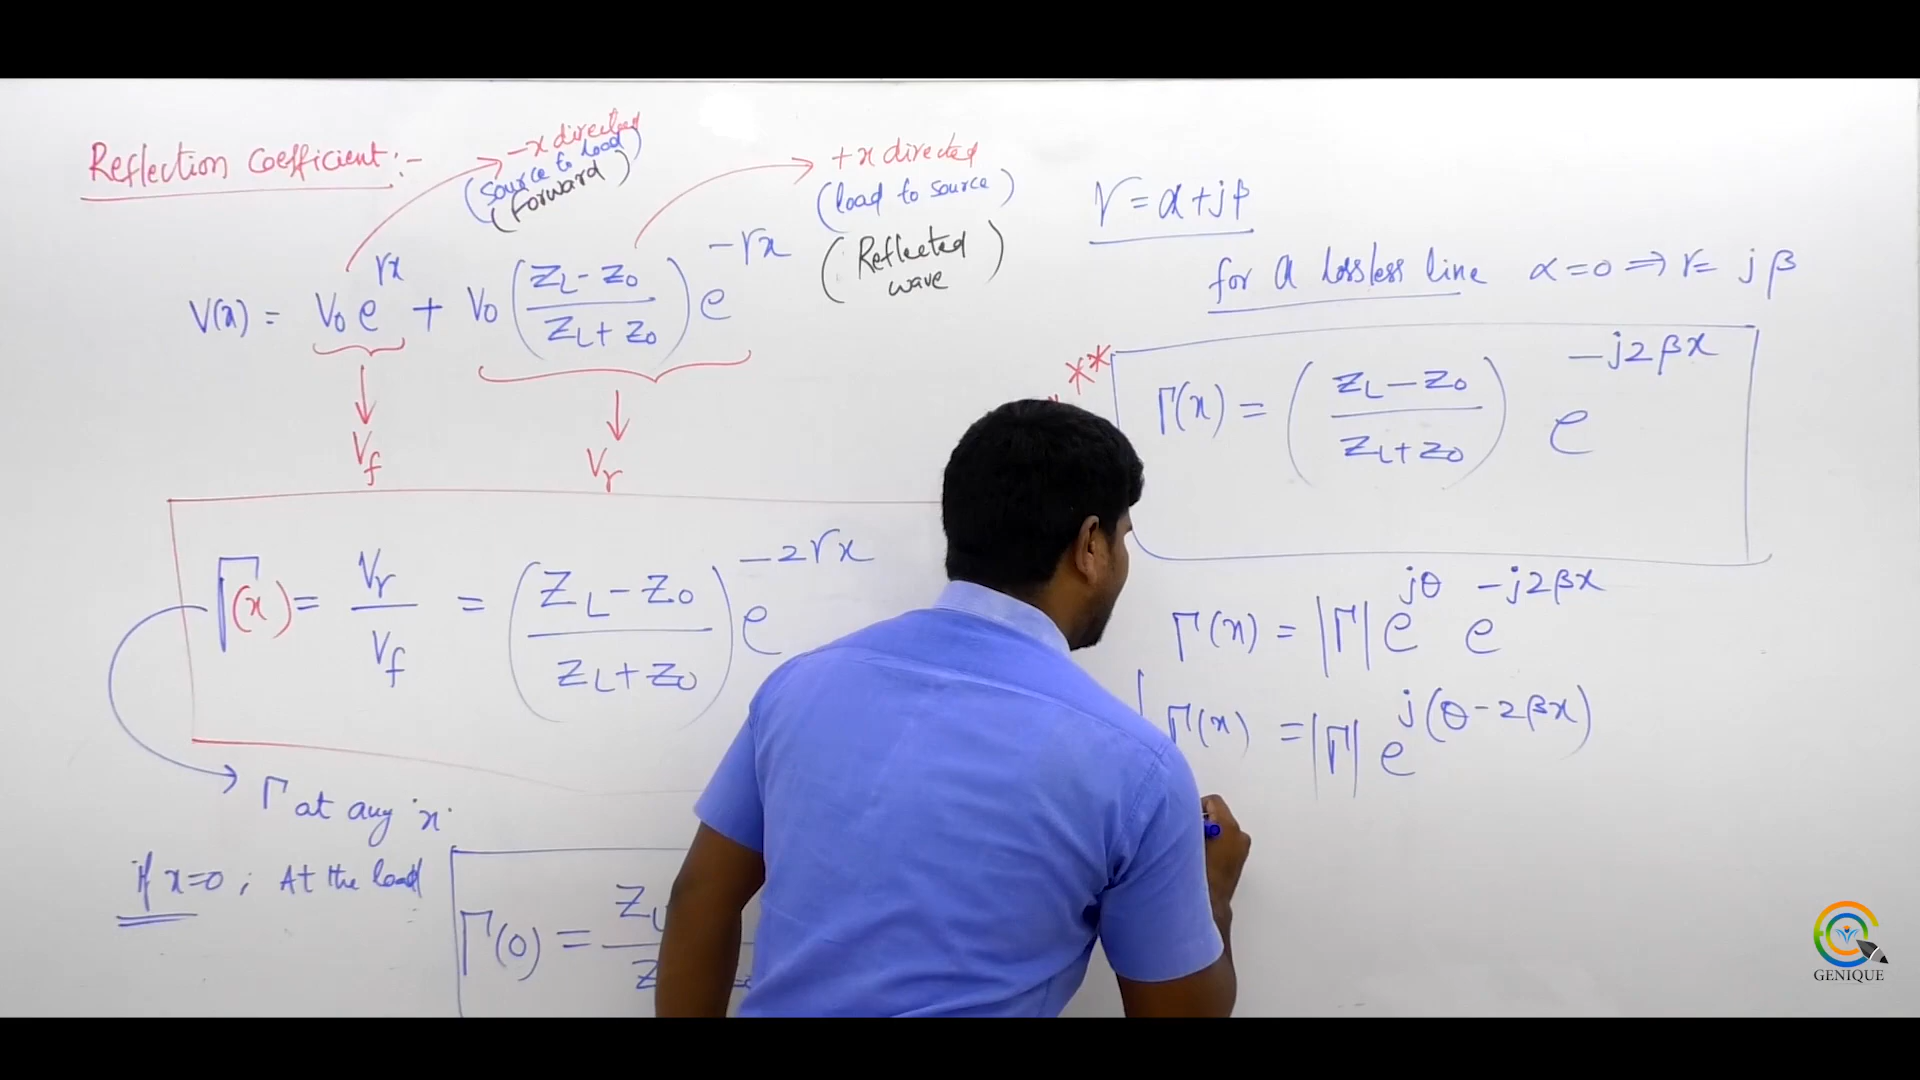 Reflection Coefficient :-
-x directed
(source to load)
(forward)
+x directed
(load to source)
(Reflected wave)
V(x) = V₀ e^{γx} + V₀ ((Z_L - Z₀)/(Z_L + Z₀)) e^{-γx}
V_f
V_r
Γ(x) = V_r/V_f = ((Z_L - Z₀)/(Z_L + Z₀)) e^{-2γx}
Γ at any 'x'
If x=0 ; At the load
Γ(0) =
γ = α + jβ
for a lossless line α = 0 ⇒ γ = jβ
**
Γ(x) = ((Z_L - Z₀)/(Z_L + Z₀)) e^{-j2βx}
Γ(x) = |Γ| e^{jθ} e^{-j2βx}
Γ(x) = |Γ| e^{j(θ - 2βx)}
GENIQUE